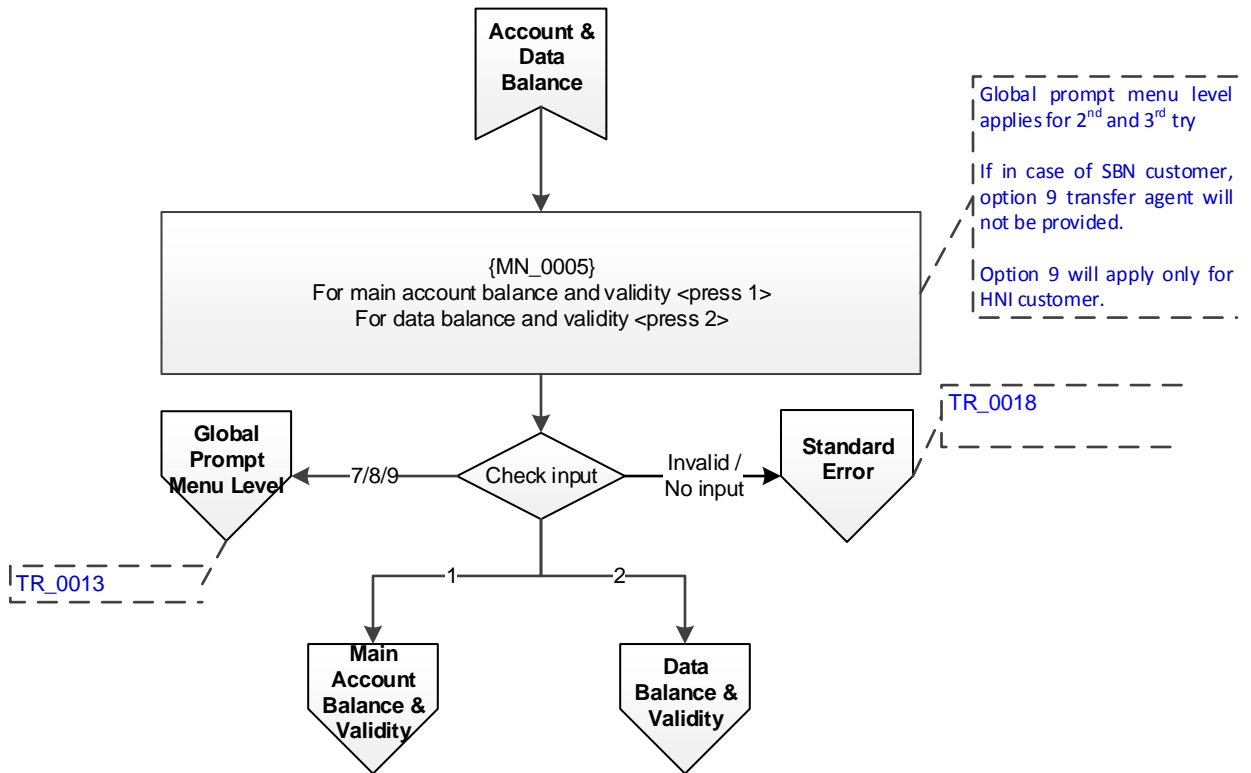 Account &
Data
Balance
Global prompt menu level
applies for 2nd and 3rd try
If in case of SBN customer,
option 9 transfer agent will
not be provided.
Option 9 will apply only for
HNI customer.
{MN_0005}
For main account balance and validity <press 1>
For data balance and validity <press 2>
TR_0018
Global
Prompt
Menu Level
7/8/9
Check input
Invalid /
No input
Standard
Error
TR_0013
1
2
Main
Account
Balance &
Validity
Data
Balance &
Validity